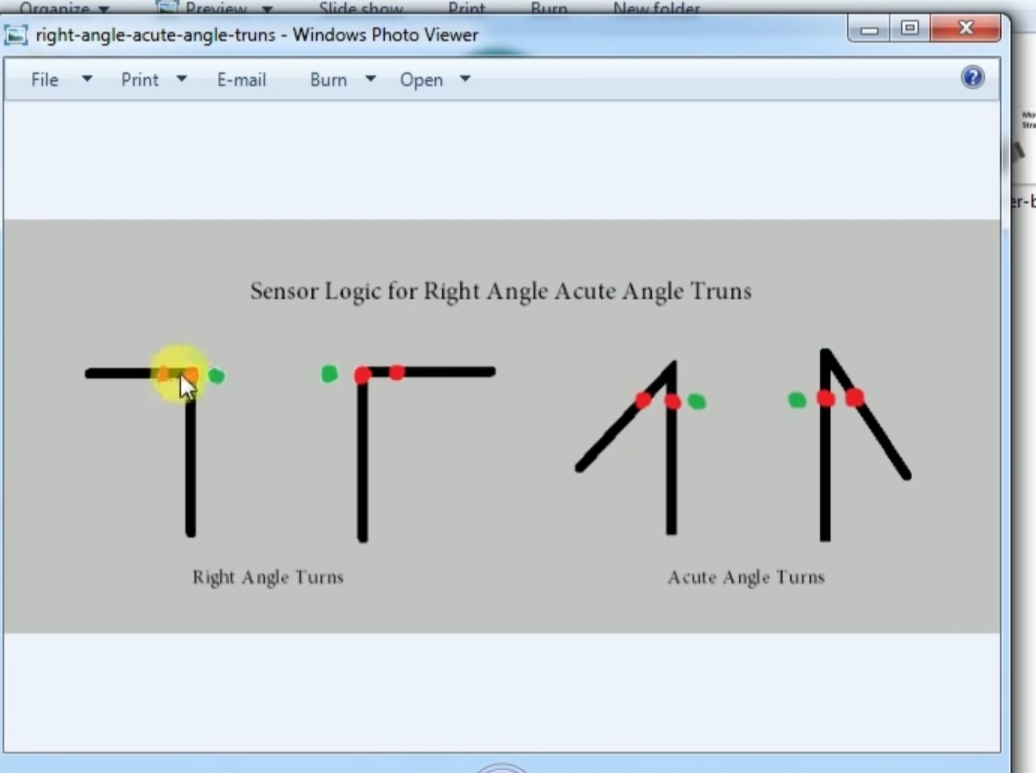 Organize Preview Slide show Print Burn New folder
right-angle-acute-angle-truns - Windows Photo Viewer
File Print E-mail Burn Open
Sensor Logic for Right Angle Acute Angle Truns
Right Angle Turns Acute Angle Turns